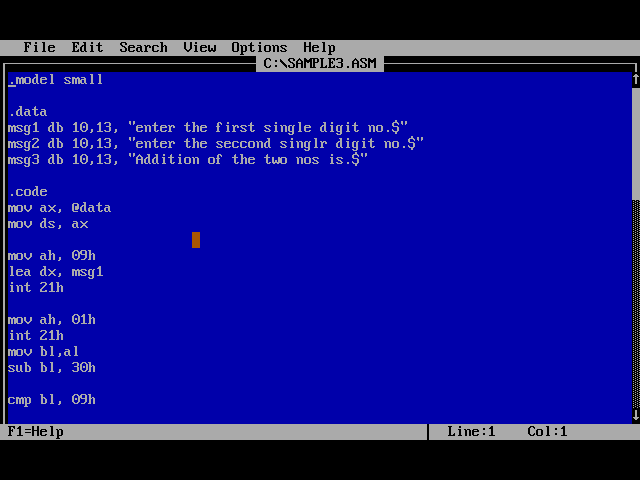 File Edit Search View Options Help
C:\SAMPLE3.ASM
.model small
.data
msg1 db 10,13, "enter the first single digit no.$"
msg2 db 10,13, "enter the seccond singlr digit no.$"
msg3 db 10,13, "Addition of the two nos is.$"
.code
mov ax, @data
mov ds, ax
mov ah, 09h
lea dx, msg1
int 21h
mov ah, 01h
int 21h
mov bl,al
sub bl, 30h
cmp bl, 09h
F1=Help Line:1 Col:1